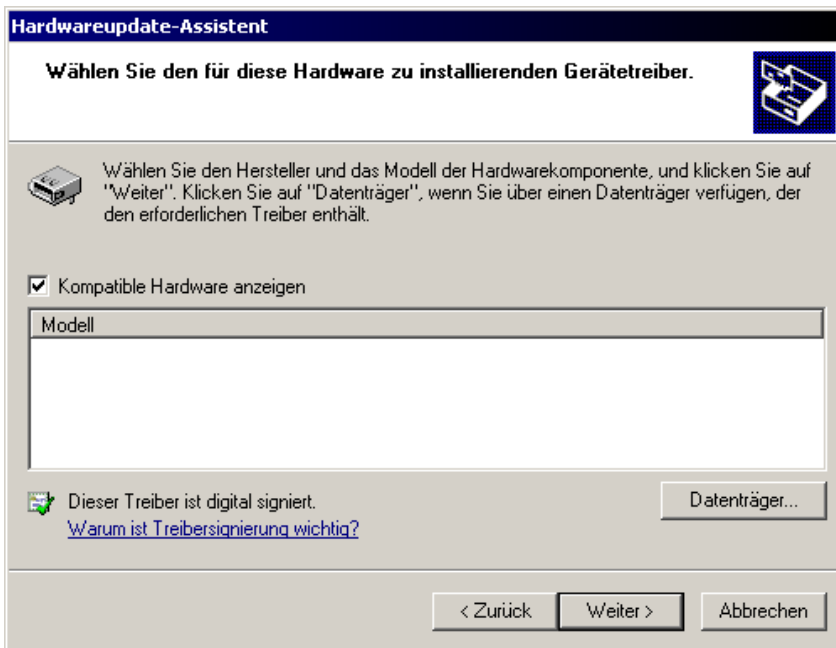 Hardwareupdate-Assistent
Wählen Sie den für diese Hardware zu installierenden Gerätetreiber.
Wählen Sie den Hersteller und das Modell der Hardwarekomponente, und klicken Sie auf
"Weiter". Klicken Sie auf "Datenträger", wenn Sie über einen Datenträger verfügen, der
den erforderlichen Treiber enthält.
Kompatible Hardware anzeigen
Modell
Dieser Treiber ist digital signiert.
Warum ist Treibersignierung wichtig?
Datenträger...
< Zurück
Weiter >
Abbrechen